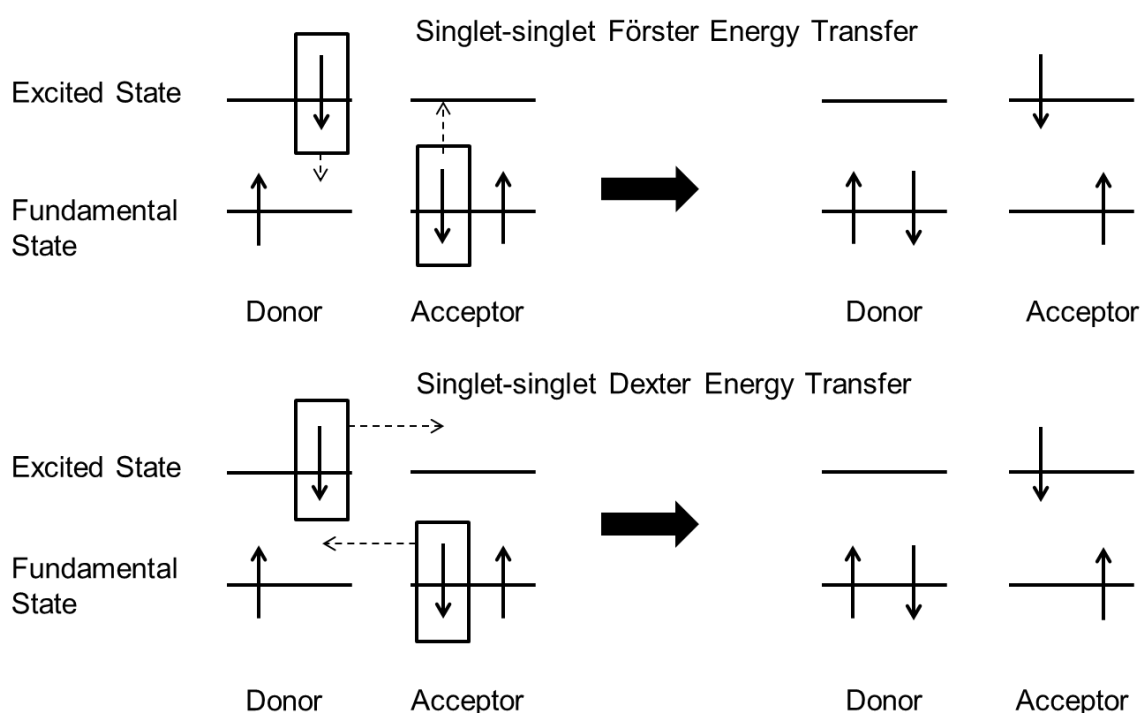 Singlet-singlet Förster Energy Transfer
Excited State
Fundamental
State
Donor Acceptor Donor Acceptor
Singlet-singlet Dexter Energy Transfer
Excited State
Fundamental
State
Donor Acceptor Donor Acceptor